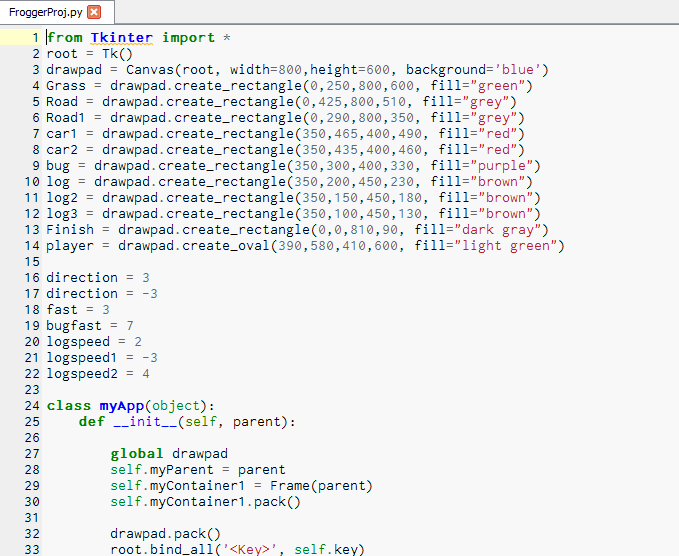 FroggerProj.py
1 from Tkinter import *
2 root = Tk()
3 drawpad = Canvas(root, width=800,height=600, background='blue')
4 Grass = drawpad.create_rectangle(0,250,800,600, fill="green")
5 Road = drawpad.create_rectangle(0,425,800,510, fill="grey")
6 Road1 = drawpad.create_rectangle(0,290,800,350, fill="grey")
7 car1 = drawpad.create_rectangle(350,465,400,490, fill="red")
8 car2 = drawpad.create_rectangle(350,435,400,460, fill="red")
9 bug = drawpad.create_rectangle(350,300,400,330, fill="purple")
10 log = drawpad.create_rectangle(350,200,450,230, fill="brown")
11 log2 = drawpad.create_rectangle(350,150,450,180, fill="brown")
12 log3 = drawpad.create_rectangle(350,100,450,130, fill="brown")
13 Finish = drawpad.create_rectangle(0,0,810,90, fill="dark gray")
14 player = drawpad.create_oval(390,580,410,600, fill="light green")
15
16 direction = 3
17 direction = -3
18 fast = 3
19 bugfast = 7
20 logspeed = 2
21 logspeed1 = -3
22 logspeed2 = 4
23
24 class myApp(object):
25     def __init__(self, parent):
26
27         global drawpad
28         self.myParent = parent
29         self.myContainer1 = Frame(parent)
30         self.myContainer1.pack()
31
32         drawpad.pack()
33         root.bind_all('<Key>', self.key)